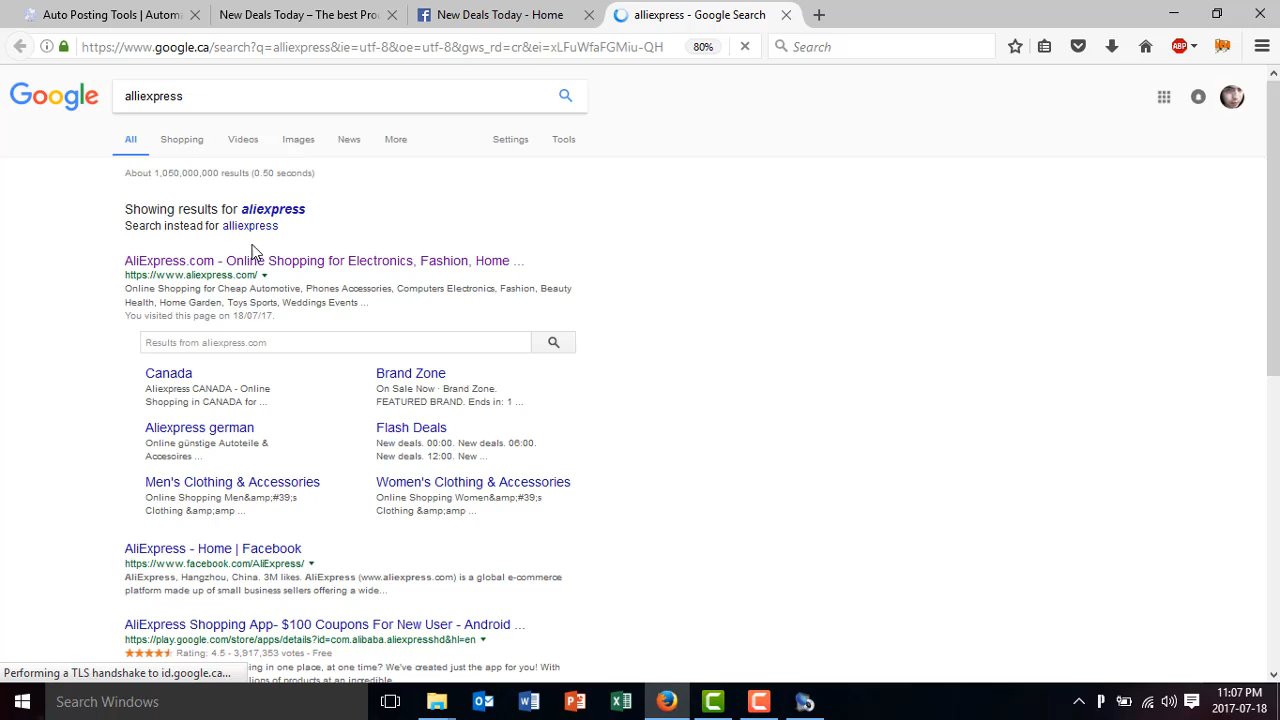 Auto Posting Tools | Autom
New Deals Today – The best Pro
New Deals Today - Home
alliexpress - Google Search
https://www.google.ca/search?q=alliexpress&ie=utf-8&oe=utf-8&gws_rd=cr&ei=xLFuWfaFGMiu-QH
80%
Search
ABP
Google
alliexpress
All
Shopping
Videos
Images
News
More
Settings
Tools
About 1,050,000,000 results (0.50 seconds)
Showing results for aliexpress
Search instead for alliexpress
AliExpress.com - Online Shopping for Electronics, Fashion, Home ...
https://www.aliexpress.com/
Online Shopping for Cheap Automotive, Phones Accessories, Computers Electronics, Fashion, Beauty
Health, Home Garden, Toys Sports, Weddings Events ...
You visited this page on 18/07/17.
Results from aliexpress.com
Canada
Aliexpress CANADA - Online
Shopping in CANADA for ...
Brand Zone
On Sale Now · Brand Zone.
FEATURED BRAND. Ends in: 1 ...
Aliexpress german
Online günstige Autoteile &
Accesoires ...
Flash Deals
New deals. 00:00. New deals. 06:00.
New deals. 12:00. New ...
Men's Clothing & Accessories
Online Shopping Men&amp;#39;s
Clothing &amp;amp ...
Women's Clothing & Accessories
Online Shopping Women&amp;#39;s
Clothing &amp;amp ...
AliExpress - Home | Facebook
https://www.facebook.com/AliExpress/
AliExpress, Hangzhou, China. 3M likes. AliExpress (www.aliexpress.com) is a global e-commerce
platform made up of small business sellers offering a wide...
AliExpress Shopping App- $100 Coupons For New User - Android ...
https://play.google.com/store/apps/details?id=com.alibaba.aliexpresshd&hl=en
Rating: 4.5 - 3,917,353 votes - Free
ing in one place, at one time? We've created just the app for you! With
Performing a TLS handshake to id.google.ca...
llions of products at an incredible
Search Windows
11:07 PM
2017-07-18